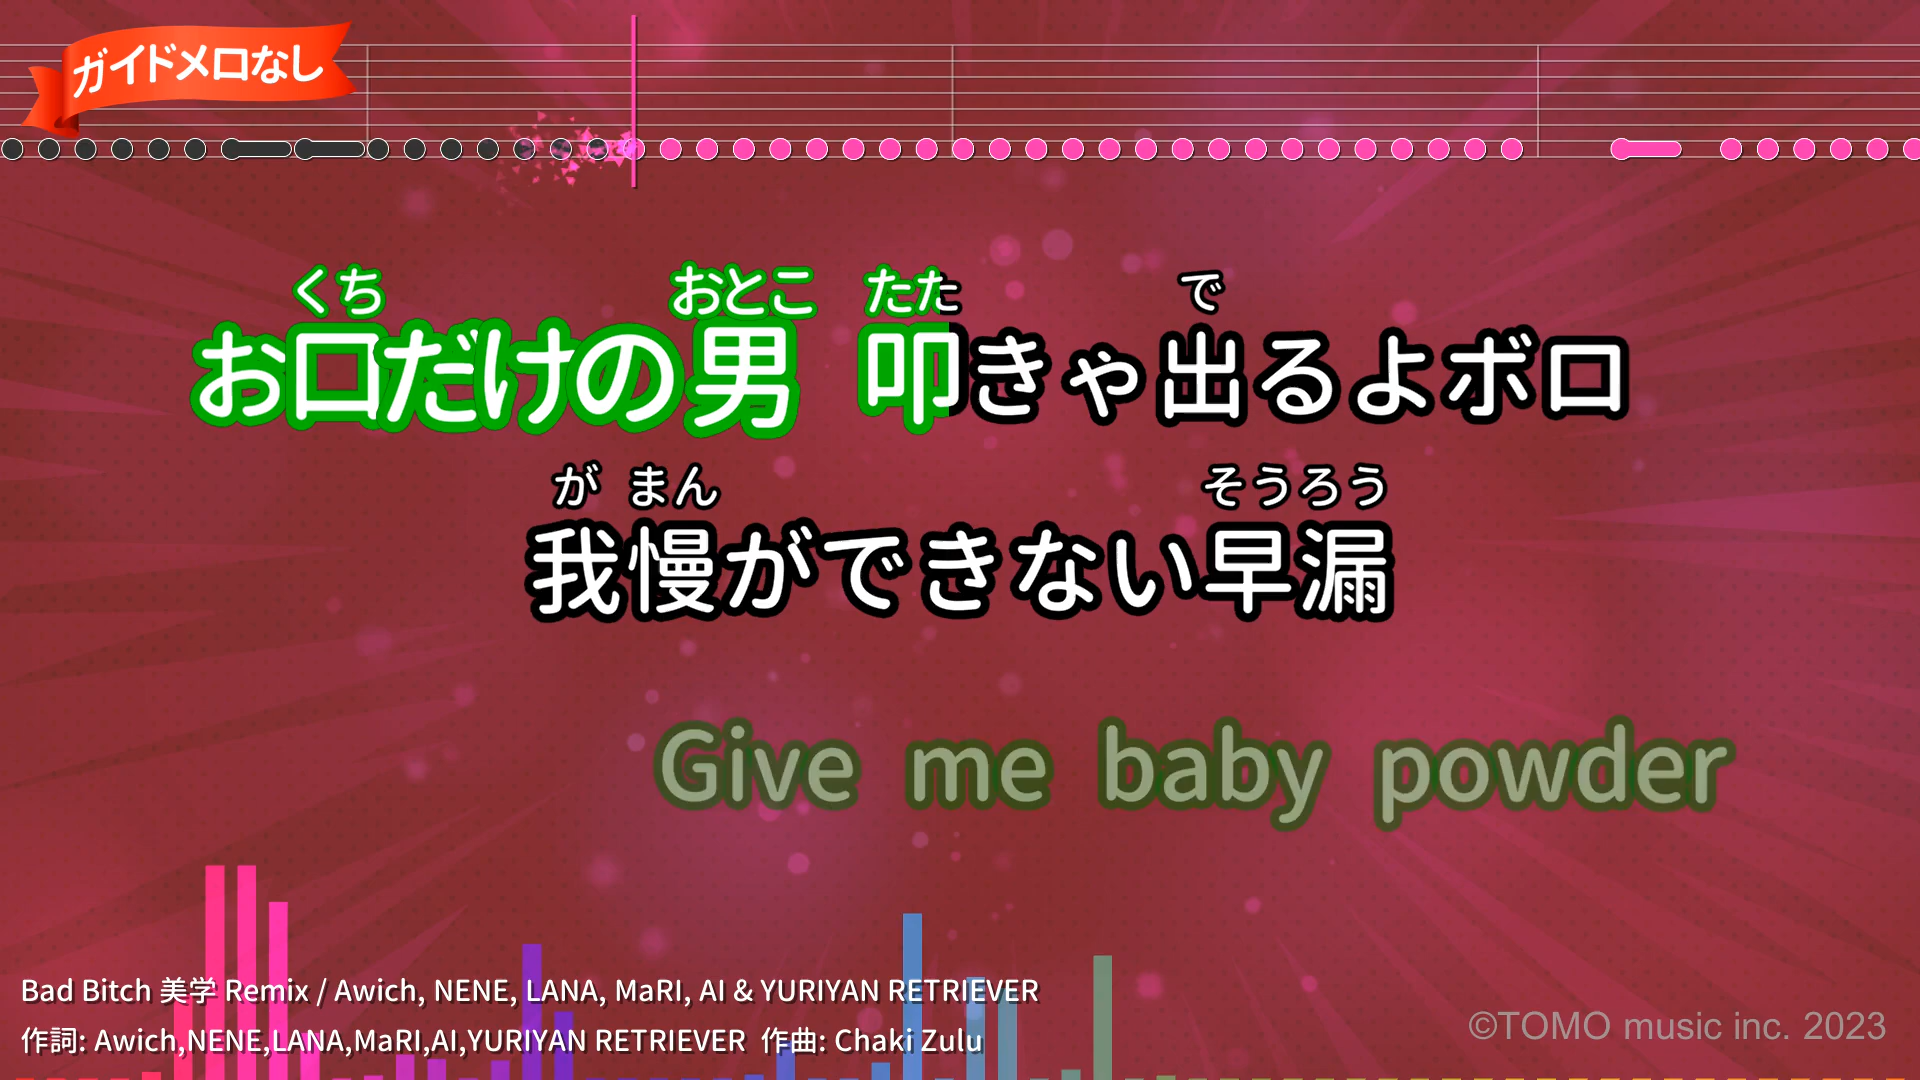 ガイドメロなし
くち おとこ たた で
お口だけの男 叩きゃ出るよボロ
が まん そうろう
我慢ができない早漏
Give me baby powder
Bad Bitch 美学 Remix / Awich, NENE, LANA, MaRI, AI & YURIYAN RETRIEVER
作詞: Awich,NENE,LANA,MaRI,AI,YURIYAN RETRIEVER 作曲: Chaki Zulu
©TOMO music inc. 2023